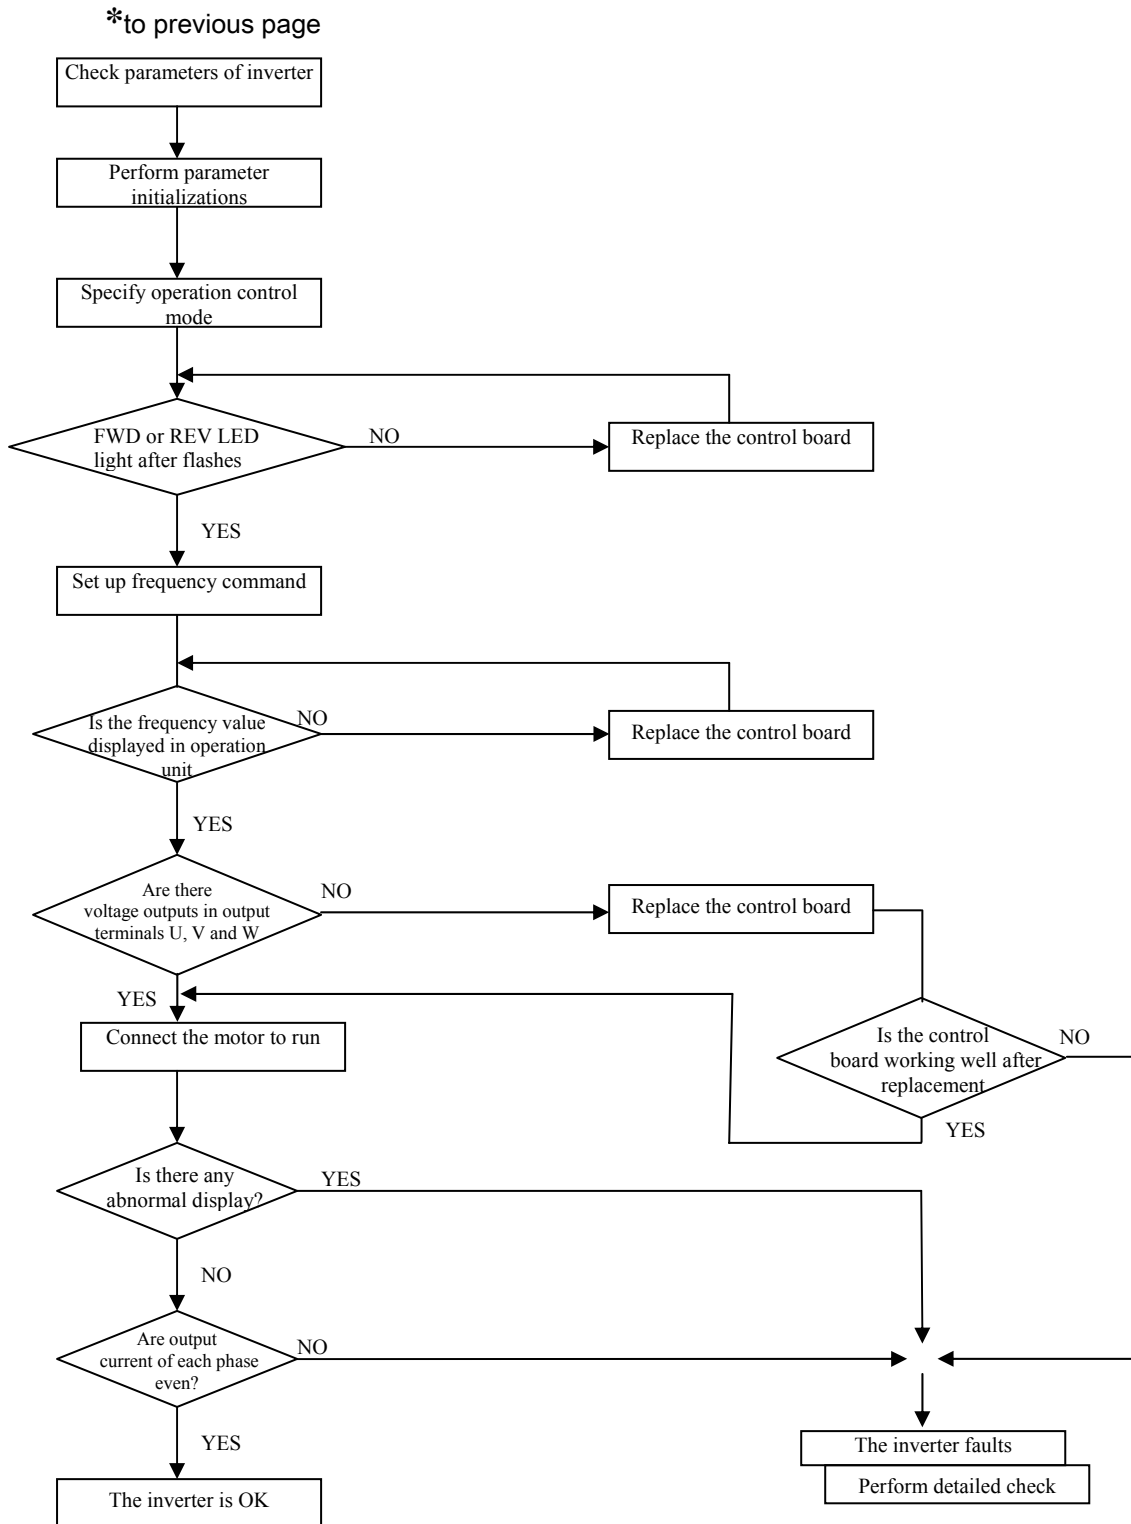 *to previous page
Check parameters of inverter
Perform parameter
initializations
Specify operation control
mode
FWD or REV LED
light after flashes
NO
Replace the control board
YES
Set up frequency command
Is the frequency value
displayed in operation
unit
NO
Replace the control board
YES
Are there
voltage outputs in output
terminals U, V and W
NO
Replace the control board
YES
Connect the motor to run
Is the control
board working well after
replacement
NO
YES
Is there any
abnormal display?
YES
NO
Are output
current of each phase
even?
NO
YES
The inverter faults
Perform detailed check
The inverter is OK